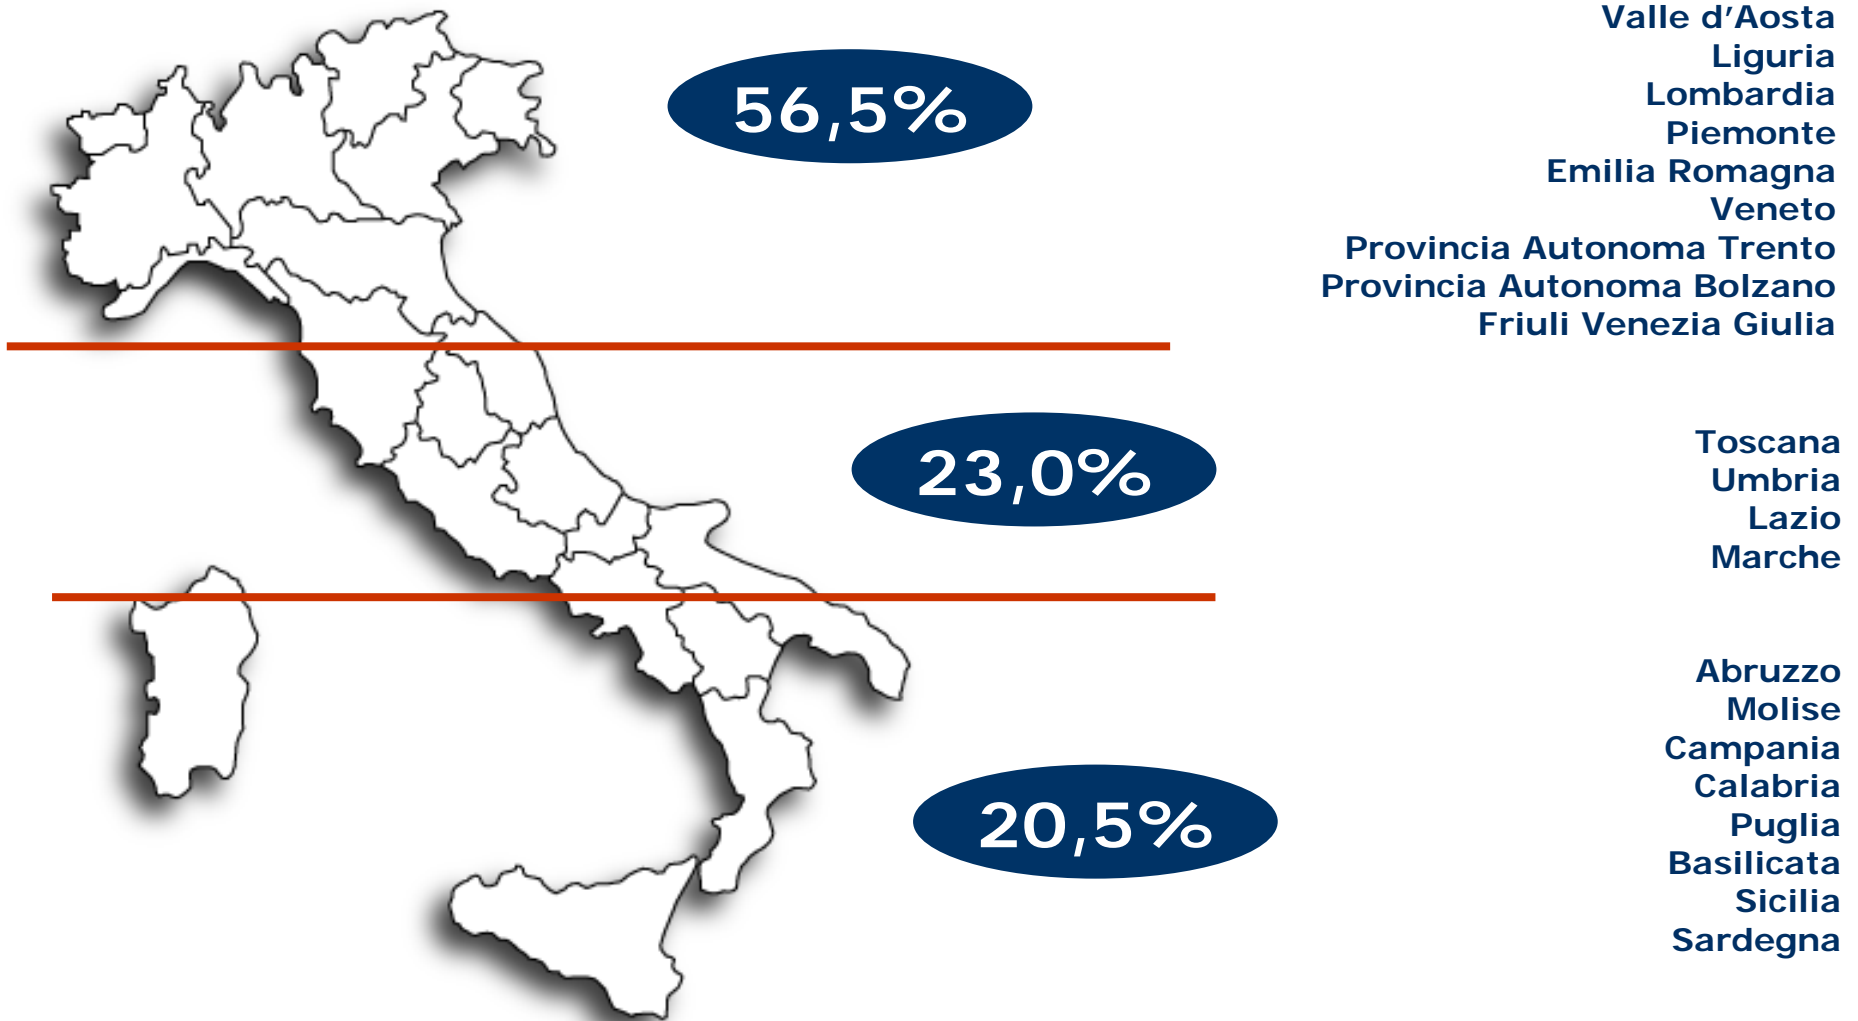 56,5%
Valle d’Aosta
Liguria
Lombardia
Piemonte
Emilia Romagna
Veneto
Provincia Autonoma Trento
Provincia Autonoma Bolzano
Friuli Venezia Giulia
23,0%
Toscana
Umbria
Lazio
Marche
20,5%
Abruzzo
Molise
Campania
Calabria
Puglia
Basilicata
Sicilia
Sardegna